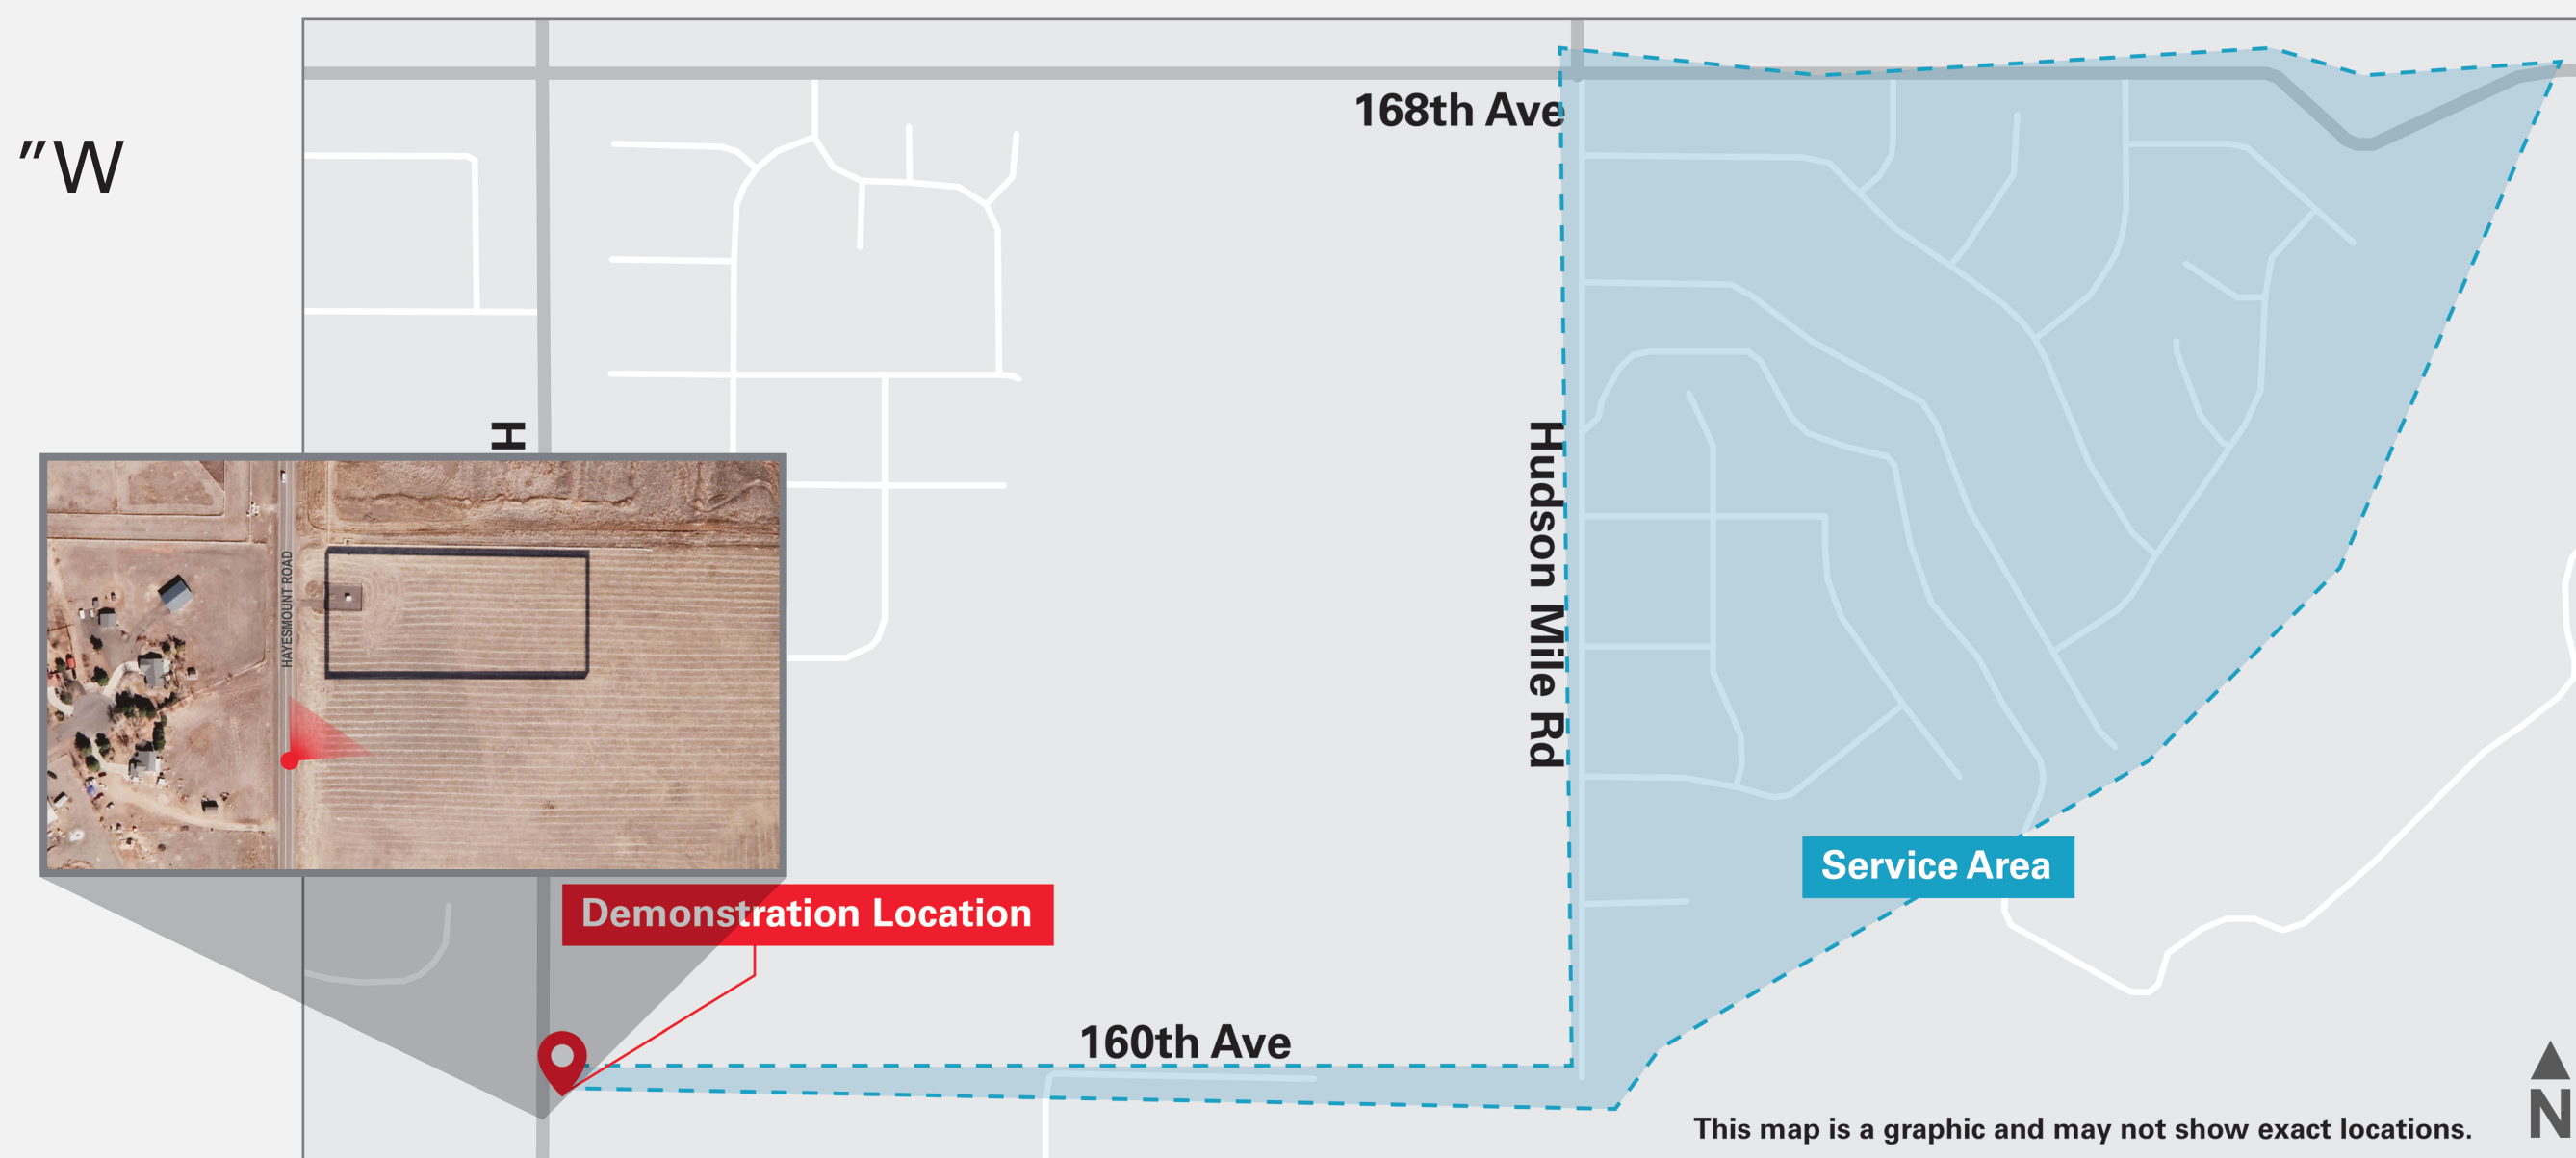 168th Ave
″W
H
Hudson Mile Rd
HAYESMOUNT ROAD
Service Area
Demonstration Location
160th Ave
This map is a graphic and may not show exact locations.
N